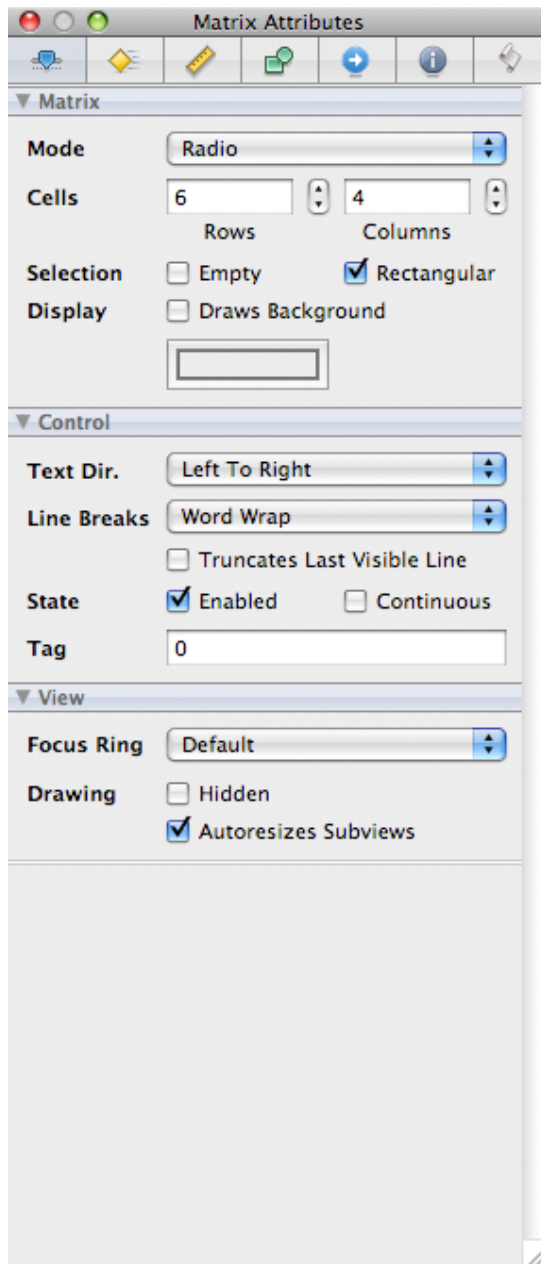 Matrix Attributes
Matrix
Mode Radio
Cells 6 4
Rows Columns
Selection Empty Rectangular
Display Draws Background
Control
Text Dir. Left To Right
Line Breaks Word Wrap
Truncates Last Visible Line
State Enabled Continuous
Tag 0
View
Focus Ring Default
Drawing Hidden
Autoresizes Subviews